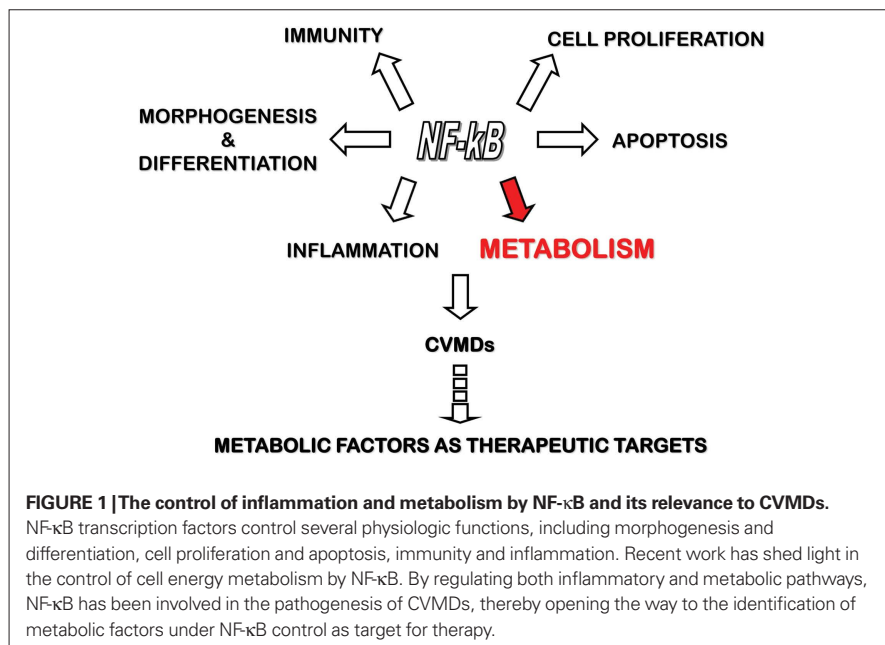 IMMUNITY
CELL PROLIFERATION
MORPHOGENESIS
&
DIFFERENTIATION
NF-kB
APOPTOSIS
INFLAMMATION
METABOLISM
CVMDs
METABOLIC FACTORS AS THERAPEUTIC TARGETS
FIGURE 1 | The control of inflammation and metabolism by NF-κB and its relevance to CVMDs.
NF-κB transcription factors control several physiologic functions, including morphogenesis and
differentiation, cell proliferation and apoptosis, immunity and inflammation. Recent work has shed light in
the control of cell energy metabolism by NF-κB. By regulating both inflammatory and metabolic pathways,
NF-κB has been involved in the pathogenesis of CVMDs, thereby opening the way to the identification of
metabolic factors under NF-κB control as target for therapy.